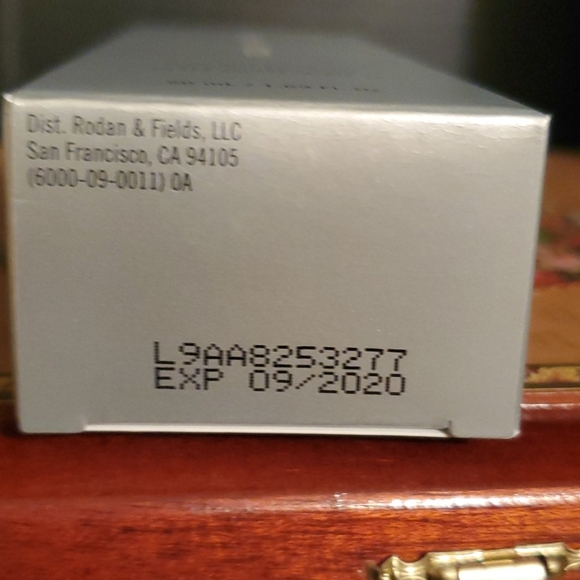 Dist. Rodan & Fields, LLC
San Francisco, CA 94105
(6000-09-0011) 0A
L9AA8253277
EXP 09/2020